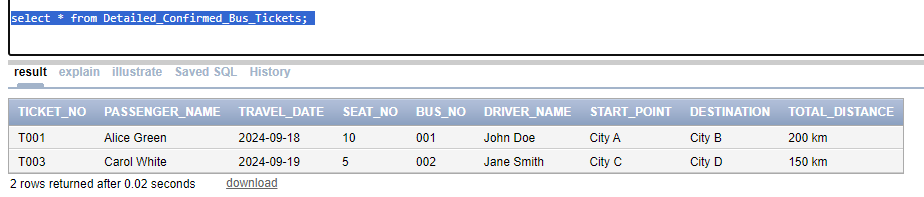 select * from Detailed_Confirmed_Bus_Tickets;
result explain illustrate Saved SQL History
TICKET_NO PASSENGER_NAME TRAVEL_DATE SEAT_NO BUS_NO DRIVER_NAME START_POINT DESTINATION TOTAL_DISTANCE
T001 Alice Green 2024-09-18 10 001 John Doe City A City B 200 km
T003 Carol White 2024-09-19 5 002 Jane Smith City C City D 150 km
2 rows returned after 0.02 seconds download